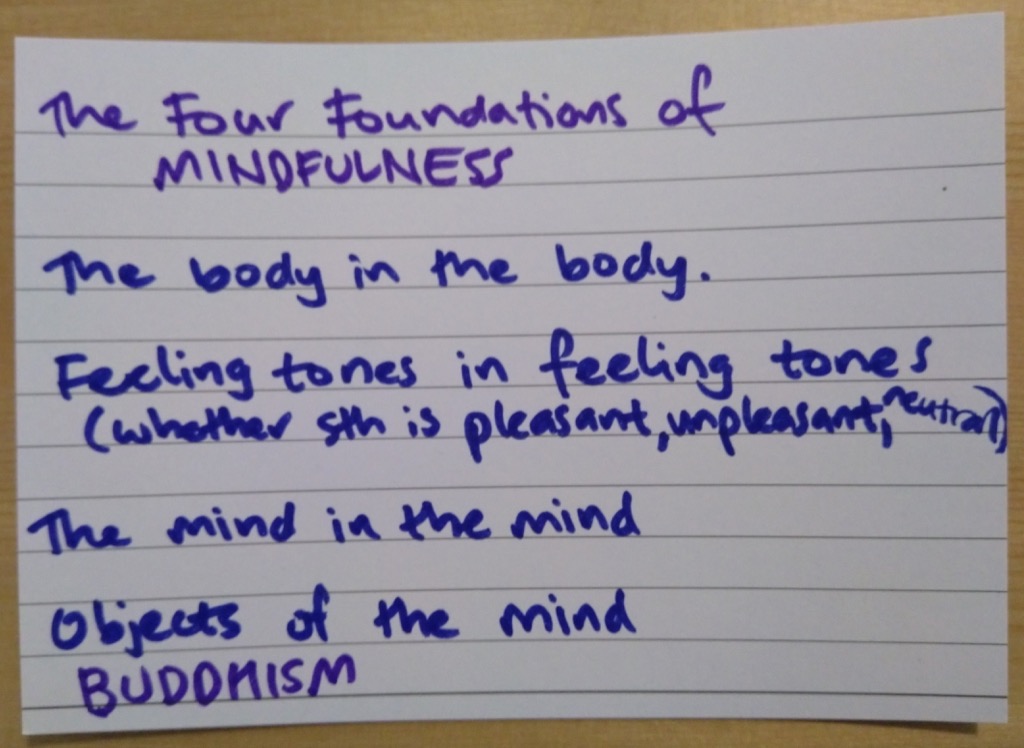 The Four Foundations of
MINDFULNESS
The body in the body.
Feeling tones in feeling tones
(whether sth is pleasant, unpleasant, neutral)
The mind in the mind
Objects of the mind
BUDDHISM